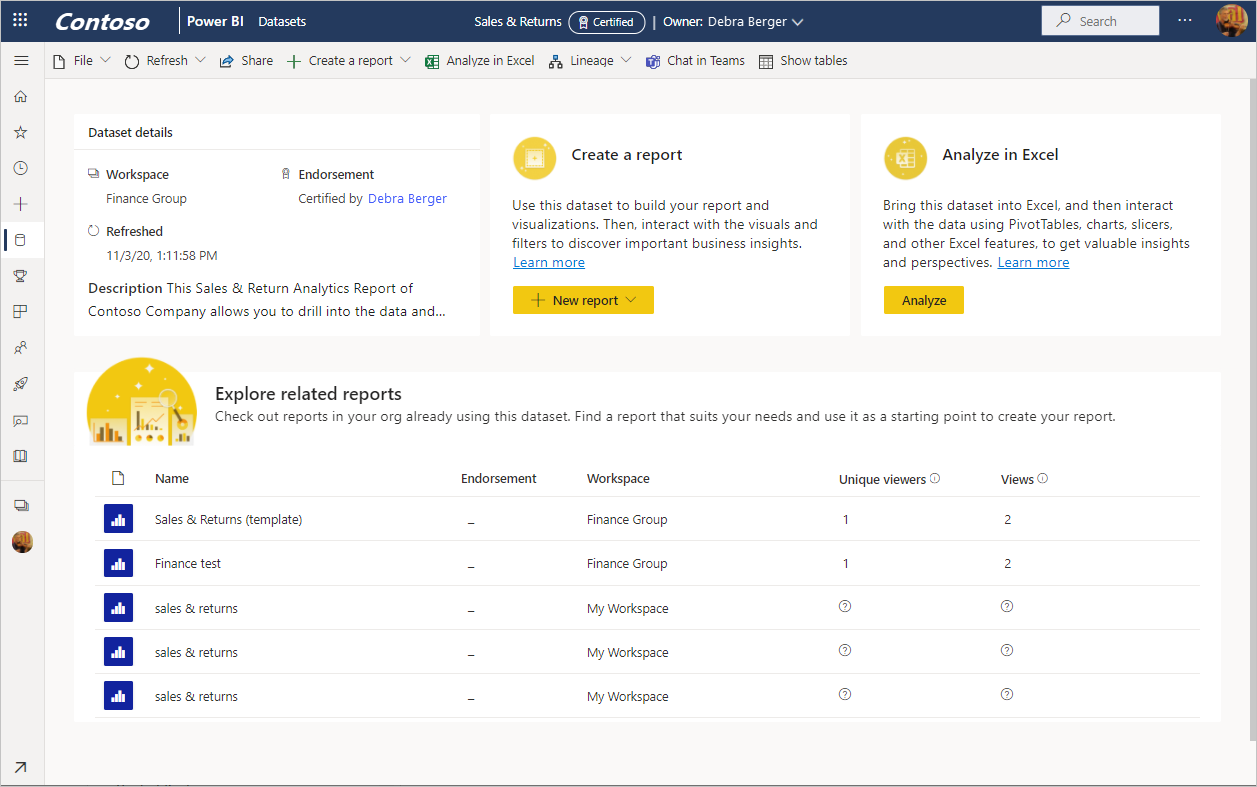 Contoso Power BI Datasets Sales & Returns Certified | Owner: Debra Berger Search ...
File Refresh Share Create a report Analyze in Excel Lineage Chat in Teams Show tables
Dataset details
Workspace Endorsement
Finance Group Certified by Debra Berger
Refreshed
11/3/20, 1:11:58 PM
Description This Sales & Return Analytics Report of
Contoso Company allows you to drill into the data and...
Create a report
Use this dataset to build your report and
visualizations. Then, interact with the visuals and
filters to discover important business insights.
Learn more
New report
Analyze in Excel
Bring this dataset into Excel, and then interact
with the data using PivotTables, charts, slicers,
and other Excel features, to get valuable insights
and perspectives. Learn more
Analyze
Explore related reports
Check out reports in your org already using this dataset. Find a report that suits your needs and use it as a starting point to create your report.
Name Endorsement Workspace Unique viewers Views
Sales & Returns (template) – Finance Group 1 2
Finance test – Finance Group 1 2
sales & returns – My Workspace ? ?
sales & returns – My Workspace ? ?
sales & returns – My Workspace ? ?